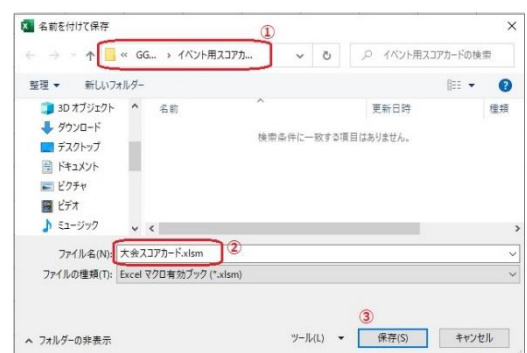 名前を付けて保存
①
« GG... › イベント用スコアカ...
イベント用スコアカードの検索
整理 新しいフォルダー
3D オブジェクト
ダウンロード
デスクトップ
ドキュメント
ピクチャ
ビデオ
ミュージック
名前 更新日時 種類
検索条件に一致する項目はありません。
ファイル名(N): 大会スコアカード.xlsm ②
ファイルの種類(T): Excel マクロ有効ブック (*.xlsm)
③
フォルダーの非表示 ツール(L) 保存(S) キャンセル